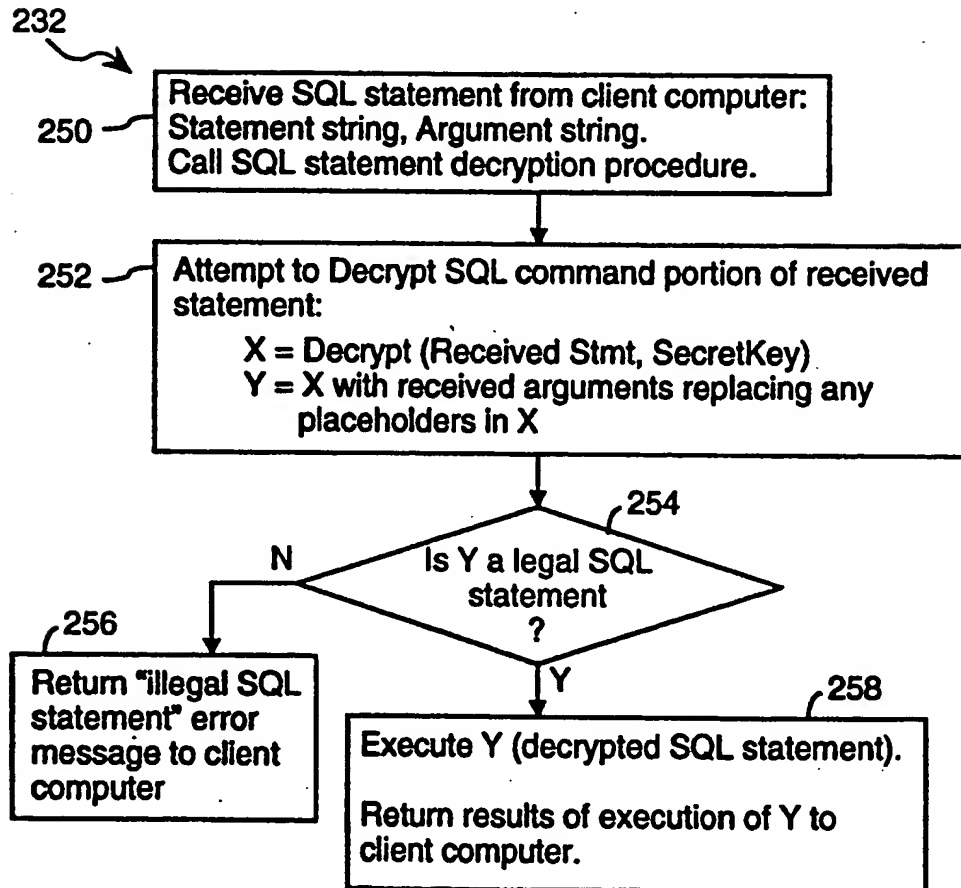 232
250
Receive SQL statement from client computer:
Statement string, Argument string.
Call SQL statement decryption procedure.
252
Attempt to Decrypt SQL command portion of received
statement:
X = Decrypt (Received Stmt, SecretKey)
Y = X with received arguments replacing any
placeholders in X
254
Is Y a legal SQL
statement
?
N
Y
256
Return "illegal SQL
statement" error
message to client
computer
258
Execute Y (decrypted SQL statement).
Return results of execution of Y to
client computer.